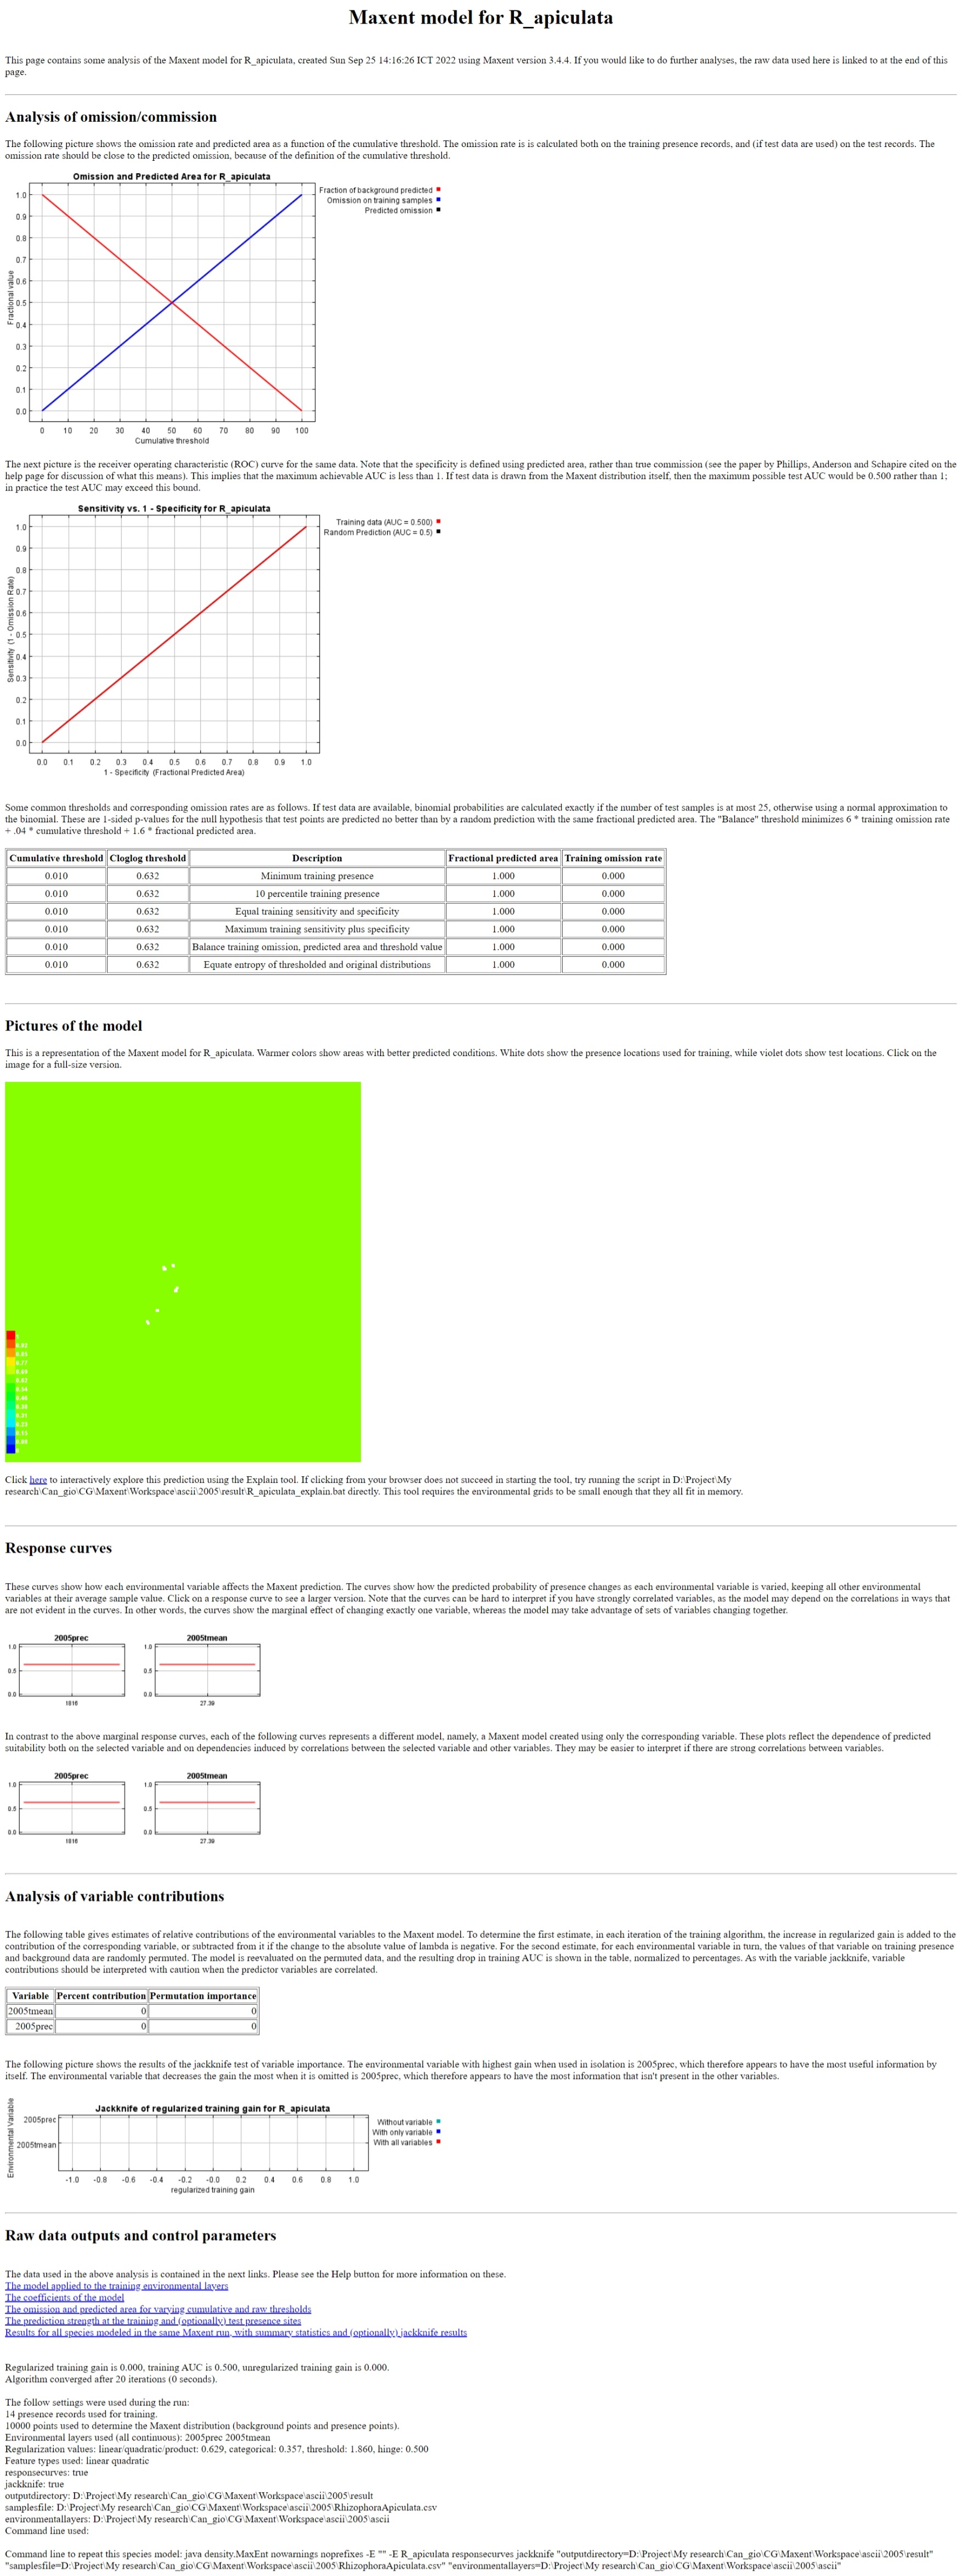 Maxent model for R_apiculata
This page contains some analysis of the Maxent model for R_apiculata, created Sun Sep 25 14:16:26 ICT 2022 using Maxent version 3.4.4. If you would like to do further analyses, the raw data used here is linked to at the end of this
page.
Analysis of omission/commission
The following picture shows the omission rate and predicted area as a function of the cumulative threshold. The omission rate is is calculated both on the training presence records, and (if test data are used) on the test records. The
omission rate should be close to the predicted omission, because of the definition of the cumulative threshold.
Omission and Predicted Area for R_apiculata
Fraction of background predicted
Omission on training samples
Predicted omission
Fractional value
1.0
0.9
0.8
0.7
0.6
0.5
0.4
0.3
0.2
0.1
0.0
0 10 20 30 40 50 60 70 80 90 100
Cumulative threshold
The next picture is the receiver operating characteristic (ROC) curve for the same data. Note that the specificity is defined using predicted area, rather than true commission (see the paper by Phillips, Anderson and Schapire cited on the
help page for discussion of what this means). This implies that the maximum achievable AUC is less than 1. If test data is drawn from the Maxent distribution itself, then the maximum possible test AUC would be 0.500 rather than 1;
in practice the test AUC may exceed this bound.
Sensitivity vs. 1 - Specificity for R_apiculata
Training data (AUC = 0.500)
Random Prediction (AUC = 0.5)
Sensitivity (1 - Omission Rate)
1.0
0.9
0.8
0.7
0.6
0.5
0.4
0.3
0.2
0.1
0.0
0.0 0.1 0.2 0.3 0.4 0.5 0.6 0.7 0.8 0.9 1.0
1 - Specificity (Fractional Predicted Area)
Some common thresholds and corresponding omission rates are as follows. If test data are available, binomial probabilities are calculated exactly if the number of test samples is at most 25, otherwise using a normal approximation to
the binomial. These are 1-sided p-values for the null hypothesis that test points are predicted no better than by a random prediction with the same fractional predicted area. The "Balance" threshold minimizes 6 * training omission rate
+ .04 * cumulative threshold + 1.6 * fractional predicted area.
Cumulative threshold Cloglog threshold Description Fractional predicted area Training omission rate
0.010 0.632 Minimum training presence 1.000 0.000
0.010 0.632 10 percentile training presence 1.000 0.000
0.010 0.632 Equal training sensitivity and specificity 1.000 0.000
0.010 0.632 Maximum training sensitivity plus specificity 1.000 0.000
0.010 0.632 Balance training omission, predicted area and threshold value 1.000 0.000
0.010 0.632 Equate entropy of thresholded and original distributions 1.000 0.000
Pictures of the model
This is a representation of the Maxent model for R_apiculata. Warmer colors show areas with better predicted conditions. White dots show the presence locations used for training, while violet dots show test locations. Click on the
image for a full-size version.
Click here to interactively explore this prediction using the Explain tool. If clicking from your browser does not succeed in starting the tool, try running the script in D:\Project\My
research\Can_gio\CG\Maxent\Workspace\ascii\2005\result\R_apiculata_explain.bat directly. This tool requires the environmental grids to be small enough that they all fit in memory.
Response curves
These curves show how each environmental variable affects the Maxent prediction. The curves show how the predicted probability of presence changes as each environmental variable is varied, keeping all other environmental
variables at their average sample value. Click on a response curve to see a larger version. Note that the curves can be hard to interpret if you have strongly correlated variables, as the model may depend on the correlations in ways that
are not evident in the curves. In other words, the curves show the marginal effect of changing exactly one variable, whereas the model may take advantage of sets of variables changing together.
2005prec 2005tmean
1.0 1.0
0.5 0.5
0.0 0.0
1816 27.39
In contrast to the above marginal response curves, each of the following curves represents a different model, namely, a Maxent model created using only the corresponding variable. These plots reflect the dependence of predicted
suitability both on the selected variable and on dependencies induced by correlations between the selected variable and other variables. They may be easier to interpret if there are strong correlations between variables.
2005prec 2005tmean
1.0 1.0
0.5 0.5
0.0 0.0
1816 27.39
Analysis of variable contributions
The following table gives estimates of relative contributions of the environmental variables to the Maxent model. To determine the first estimate, in each iteration of the training algorithm, the increase in regularized gain is added to the
contribution of the corresponding variable, or subtracted from it if the change to the absolute value of lambda is negative. For the second estimate, for each environmental variable in turn, the values of that variable on training presence
and background data are randomly permuted. The model is reevaluated on the permuted data, and the resulting drop in training AUC is shown in the table, normalized to percentages. As with the variable jackknife, variable
contributions should be interpreted with caution when the predictor variables are correlated.
Variable Percent contribution Permutation importance
2005tmean 0 0
2005prec 0 0
The following picture shows the results of the jackknife test of variable importance. The environmental variable with highest gain when used in isolation is 2005prec, which therefore appears to have the most useful information by
itself. The environmental variable that decreases the gain the most when it is omitted is 2005prec, which therefore appears to have the most information that isn't present in the other variables.
Jackknife of regularized training gain for R_apiculata
Environmental Variable
2005prec
2005tmean
Without variable
With only variable
With all variables
-1.0 -0.8 -0.6 -0.4 -0.2 -0.0 0.2 0.4 0.6 0.8 1.0
regularized training gain
Raw data outputs and control parameters
The data used in the above analysis is contained in the next links. Please see the Help button for more information on these.
The model applied to the training environmental layers
The coefficients of the model
The omission and predicted area for varying cumulative and raw thresholds
The prediction strength at the training and (optionally) test presence sites
Results for all species modeled in the same Maxent run, with summary statistics and (optionally) jackknife results
Regularized training gain is 0.000, training AUC is 0.500, unregularized training gain is 0.000.
Algorithm converged after 20 iterations (0 seconds).
The follow settings were used during the run:
14 presence records used for training.
10000 points used to determine the Maxent distribution (background points and presence points).
Environmental layers used (all continuous): 2005prec 2005tmean
Regularization values: linear/quadratic/product: 0.629, categorical: 0.357, threshold: 1.860, hinge: 0.500
Feature types used: linear quadratic
responsecurves: true
jackknife: true
outputdirectory: D:\Project\My research\Can_gio\CG\Maxent\Workspace\ascii\2005\result
samplesfile: D:\Project\My research\Can_gio\CG\Maxent\Workspace\ascii\2005\RhizophoraApiculata.csv
environmentallayers: D:\Project\My research\Can_gio\CG\Maxent\Workspace\ascii\2005\ascii
Command line used:
Command line to repeat this species model: java density.MaxEnt nowarnings noprefixes -E "" -E R_apiculata responsecurves jackknife "outputdirectory=D:\Project\My research\Can_gio\CG\Maxent\Workspace\ascii\2005\result"
"samplesfile=D:\Project\My research\Can_gio\CG\Maxent\Workspace\ascii\2005\RhizophoraApiculata.csv" "environmentallayers=D:\Project\My research\Can_gio\CG\Maxent\Workspace\ascii\2005\ascii"